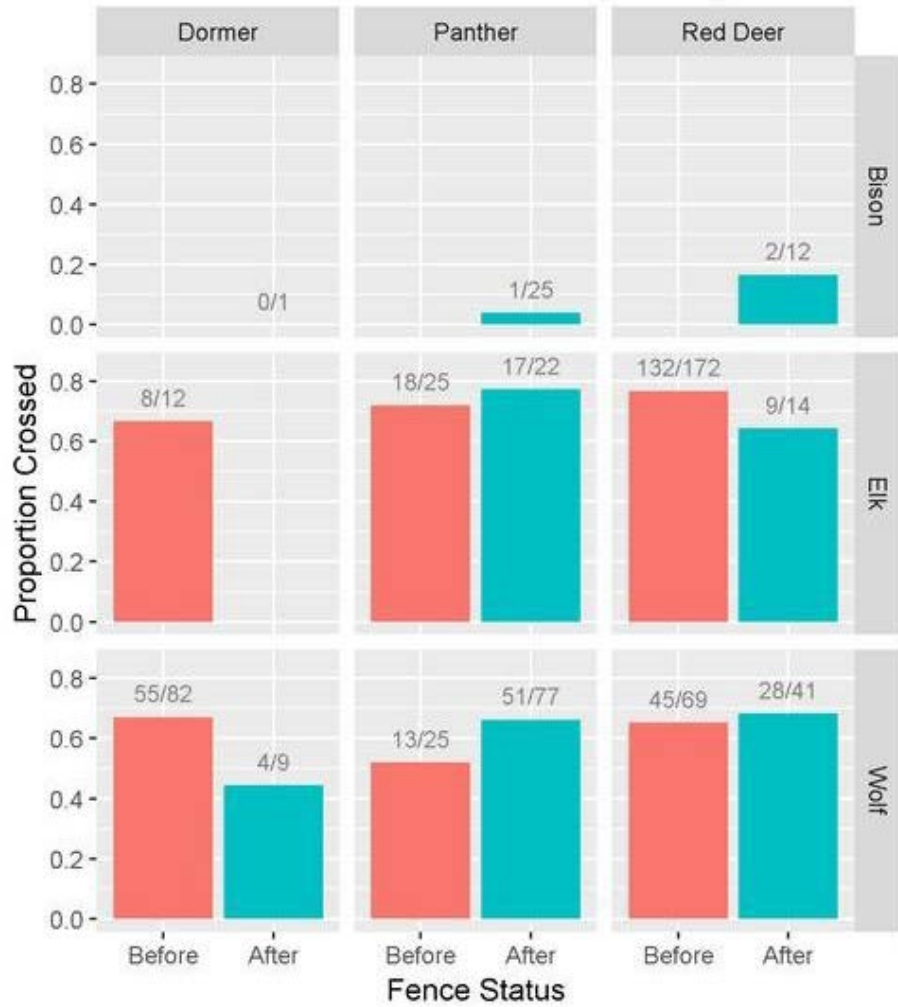 Dormer Panther Red Deer
0.8
0.6
0.4
0.2
0.0
0/1 1/25 2/12
Bison
Proportion Crossed
0.8
0.6
0.4
0.2
0.0
8/12 18/25 17/22 132/172 9/14
Elk
0.8
0.6
0.4
0.2
0.0
55/82 4/9 13/25 51/77 45/69 28/41
Wolf
Before After Before After Before After
Fence Status